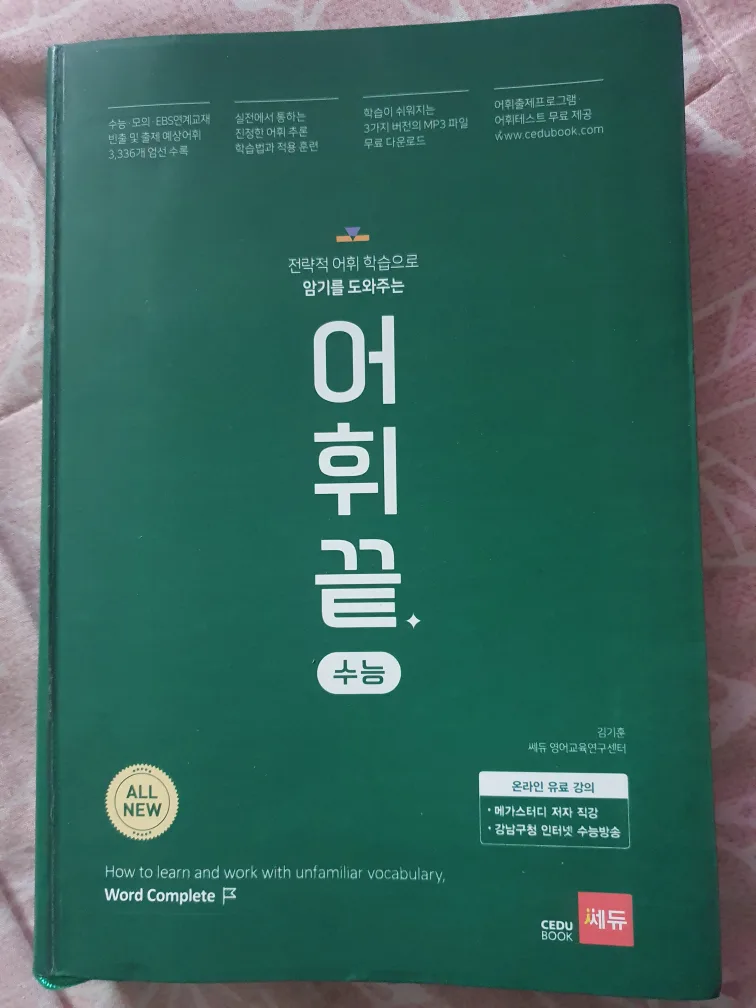 수능·모의·EBS연계교재
빈출 및 출제 예상어휘
3,336개 엄선 수록
실전에서 통하는
진정한 어휘 추론
학습법과 적용 훈련
학습이 쉬워지는
3가지 버전의 MP3 파일
무료 다운로드
어휘출제프로그램
어휘테스트 무료 제공
www.cedubook.com
전략적 어휘 학습으로
암기를 도와주는
어
휘
끝
수능
김기훈
쎄듀 영어교육연구센터
온라인 유료 강의
· 메가스터디 저자 직강
· 강남구청 인터넷 수능방송
ALL
NEW
How to learn and work with unfamiliar vocabulary,
Word Complete
CEDU
BOOK
쎄듀